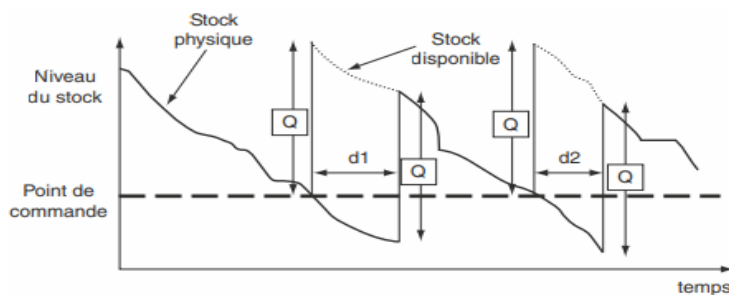 Stock
physique
Stock
disponible
Niveau
du stock
Q
Q
d1
Q
d2
Q
Point de
commande
temps